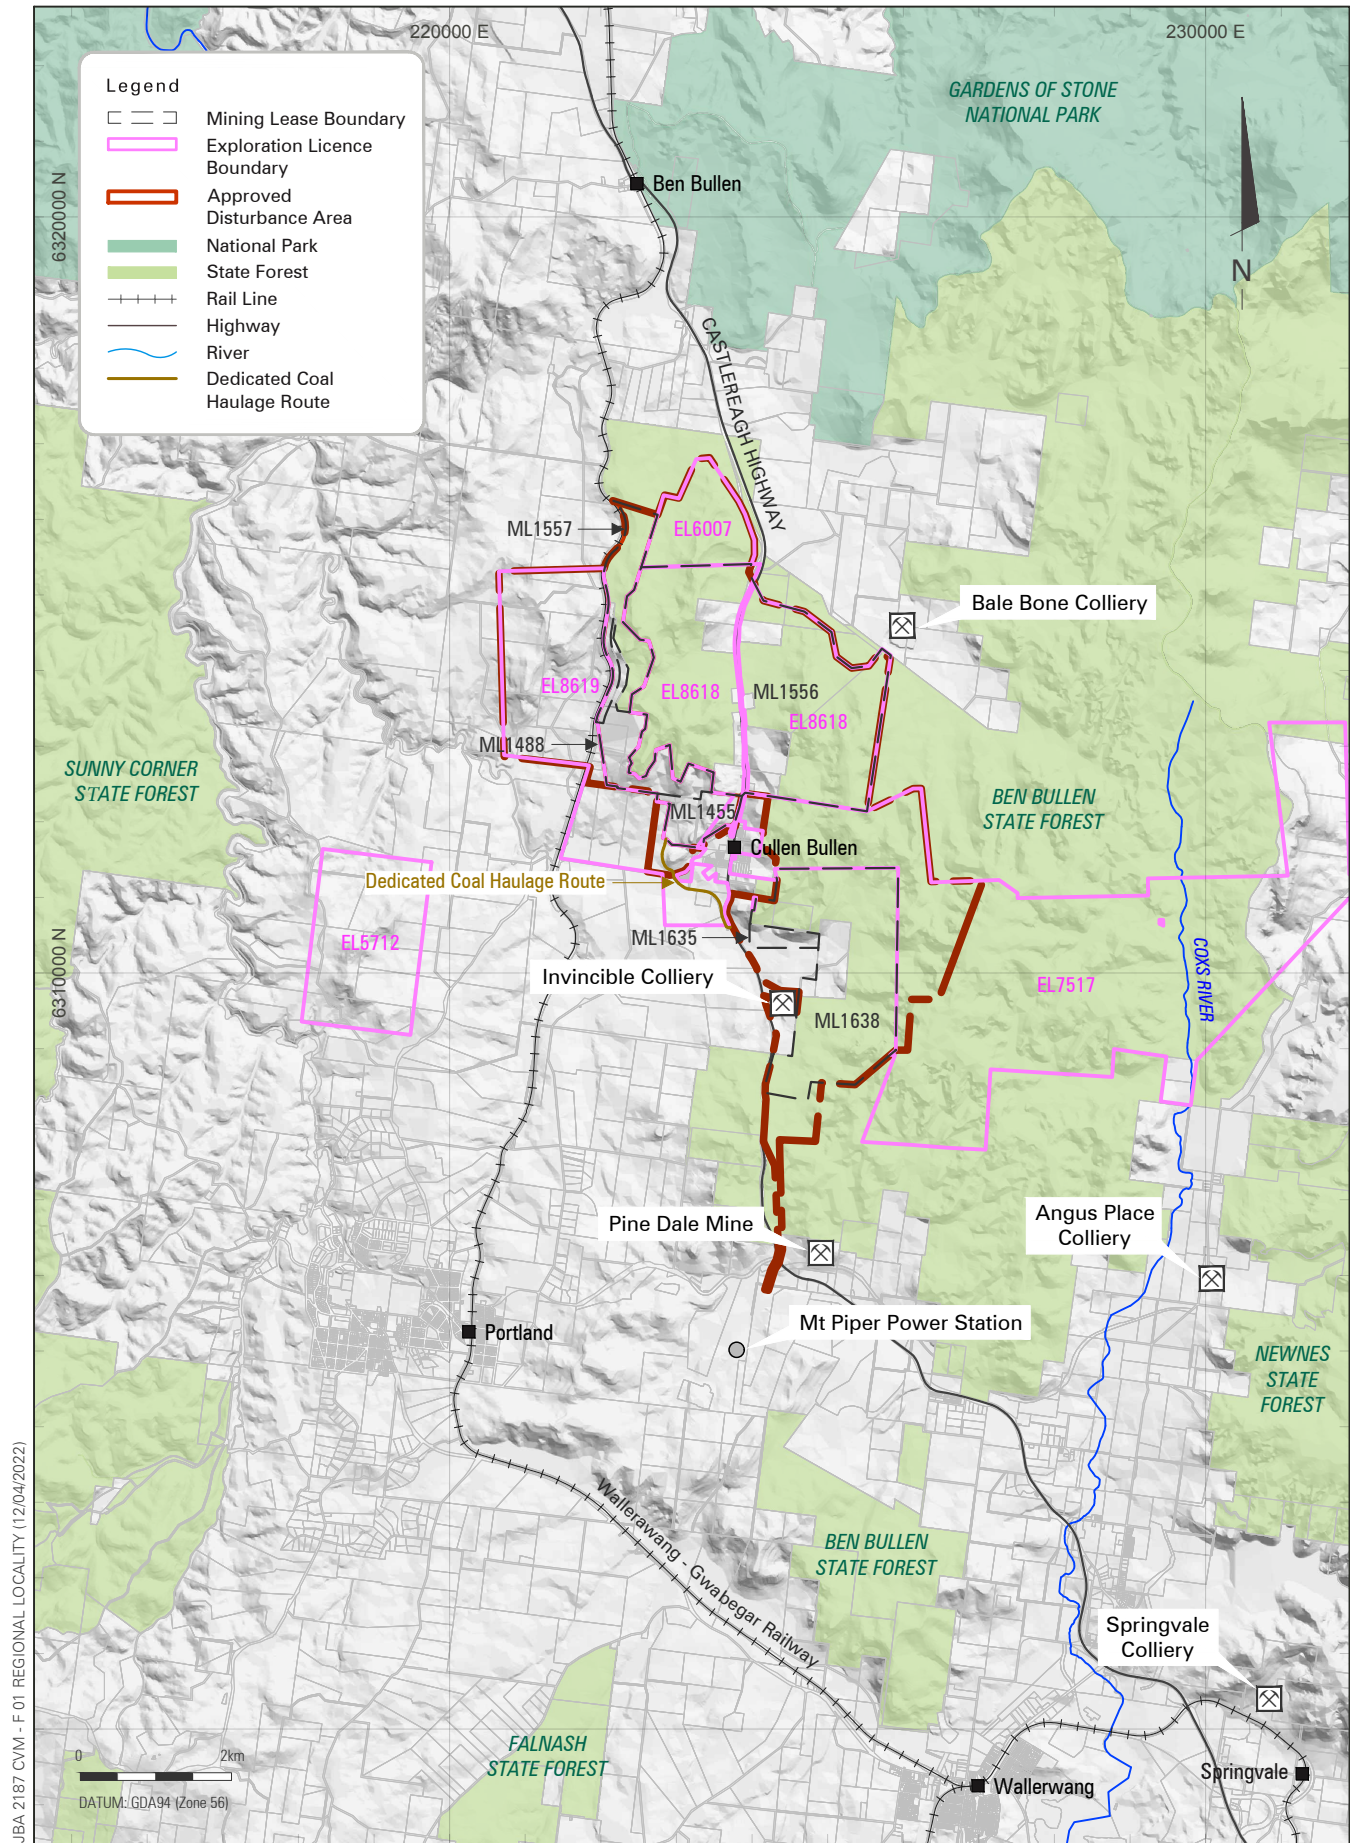 220000 E
230000 E
Legend
Mining Lease Boundary
Exploration Licence
Boundary
Approved
Disturbance Area
National Park
State Forest
Rail Line
Highway
River
Dedicated Coal
Haulage Route
GARDENS OF STONE
NATIONAL PARK
Ben Bullen
6320000 N
N
CASTLEREAGH HIGHWAY
ML1557
EL6007
Bale Bone Colliery
EL8619
EL8618
ML1556
EL8618
ML1488
SUNNY CORNER
STATE FOREST
BEN BULLEN
STATE FOREST
ML1455
Cullen Bullen
Dedicated Coal Haulage Route
EL5712
ML1635
6310000 N
Invincible Colliery
EL7517
COXS RIVER
ML1638
Pine Dale Mine
Angus Place
Colliery
Mt Piper Power Station
Portland
NEWNES
STATE
FOREST
Wallerawang - Gwabegar Railway
BEN BULLEN
STATE FOREST
Springvale
Colliery
FALNASH
STATE FOREST
0 2km
DATUM: GDA94 (Zone 56)
Wallerwang
Springvale
JBA 2187 CVM - F 01 REGIONAL LOCALITY (12/04/2022)